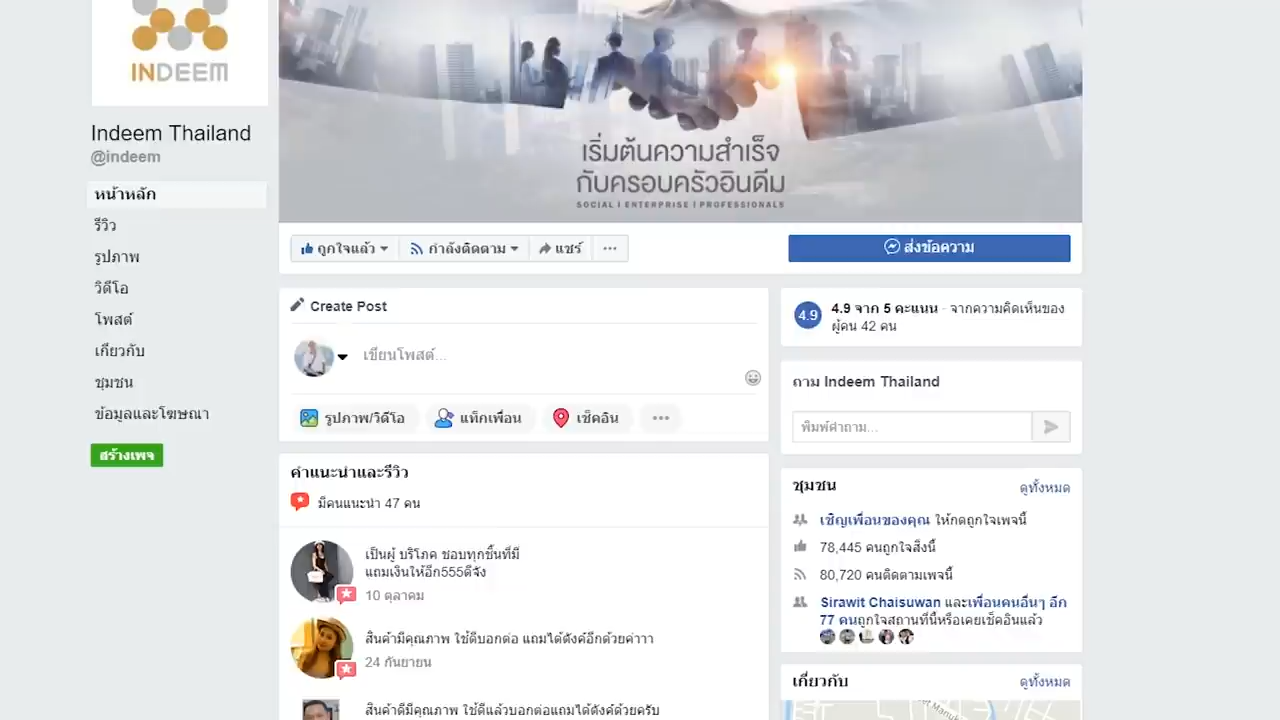 INDEEM
Indeem Thailand
@indeem
หน้าหลัก
รีวิว
รูปภาพ
วิดีโอ
โพสต์
เกี่ยวกับ
ชุมชน
ข้อมูลและโฆษณา
สร้างเพจ
เริ่มต้นความสำเร็จ
กับครอบครัวอินดีม
SOCIAL | ENTERPRISE | PROFESSIONALS
ถูกใจแล้ว
กำลังติดตาม
แชร์
ส่งข้อความ
Create Post
เขียนโพสต์...
รูปภาพ/วิดีโอ
แท็กเพื่อน
เช็คอิน
คำแนะนำและรีวิว
มีคนแนะนำ 47 คน
เป็นผู้ บริโภค ชอบทุกชิ้นที่มี
แถมเงินให้อีก555ดีจัง
10 ตุลาคม
สินค้ามีคุณภาพ ใช้ดีบอกต่อ แถมได้ตังค์อีกด้วยค่าาา
24 กันยายน
สินค้าดีมีคุณภาพ ใช้ดีแล้วบอกต่อแถมได้ตังค์ด้วยครับ
4.9
4.9 จาก 5 คะแนน · จากความคิดเห็นของ
ผู้คน 42 คน
ถาม Indeem Thailand
พิมพ์คำถาม...
ชุมชน
ดูทั้งหมด
เชิญเพื่อนของคุณ ให้กดถูกใจเพจนี้
78,445 คนถูกใจสิ่งนี้
80,720 คนติดตามเพจนี้
Sirawit Chaisuwan และเพื่อนคนอื่นๆ อีก
77 คนถูกใจสถานที่นี้หรือเคยเช็คอินแล้ว
เกี่ยวกับ
ดูทั้งหมด